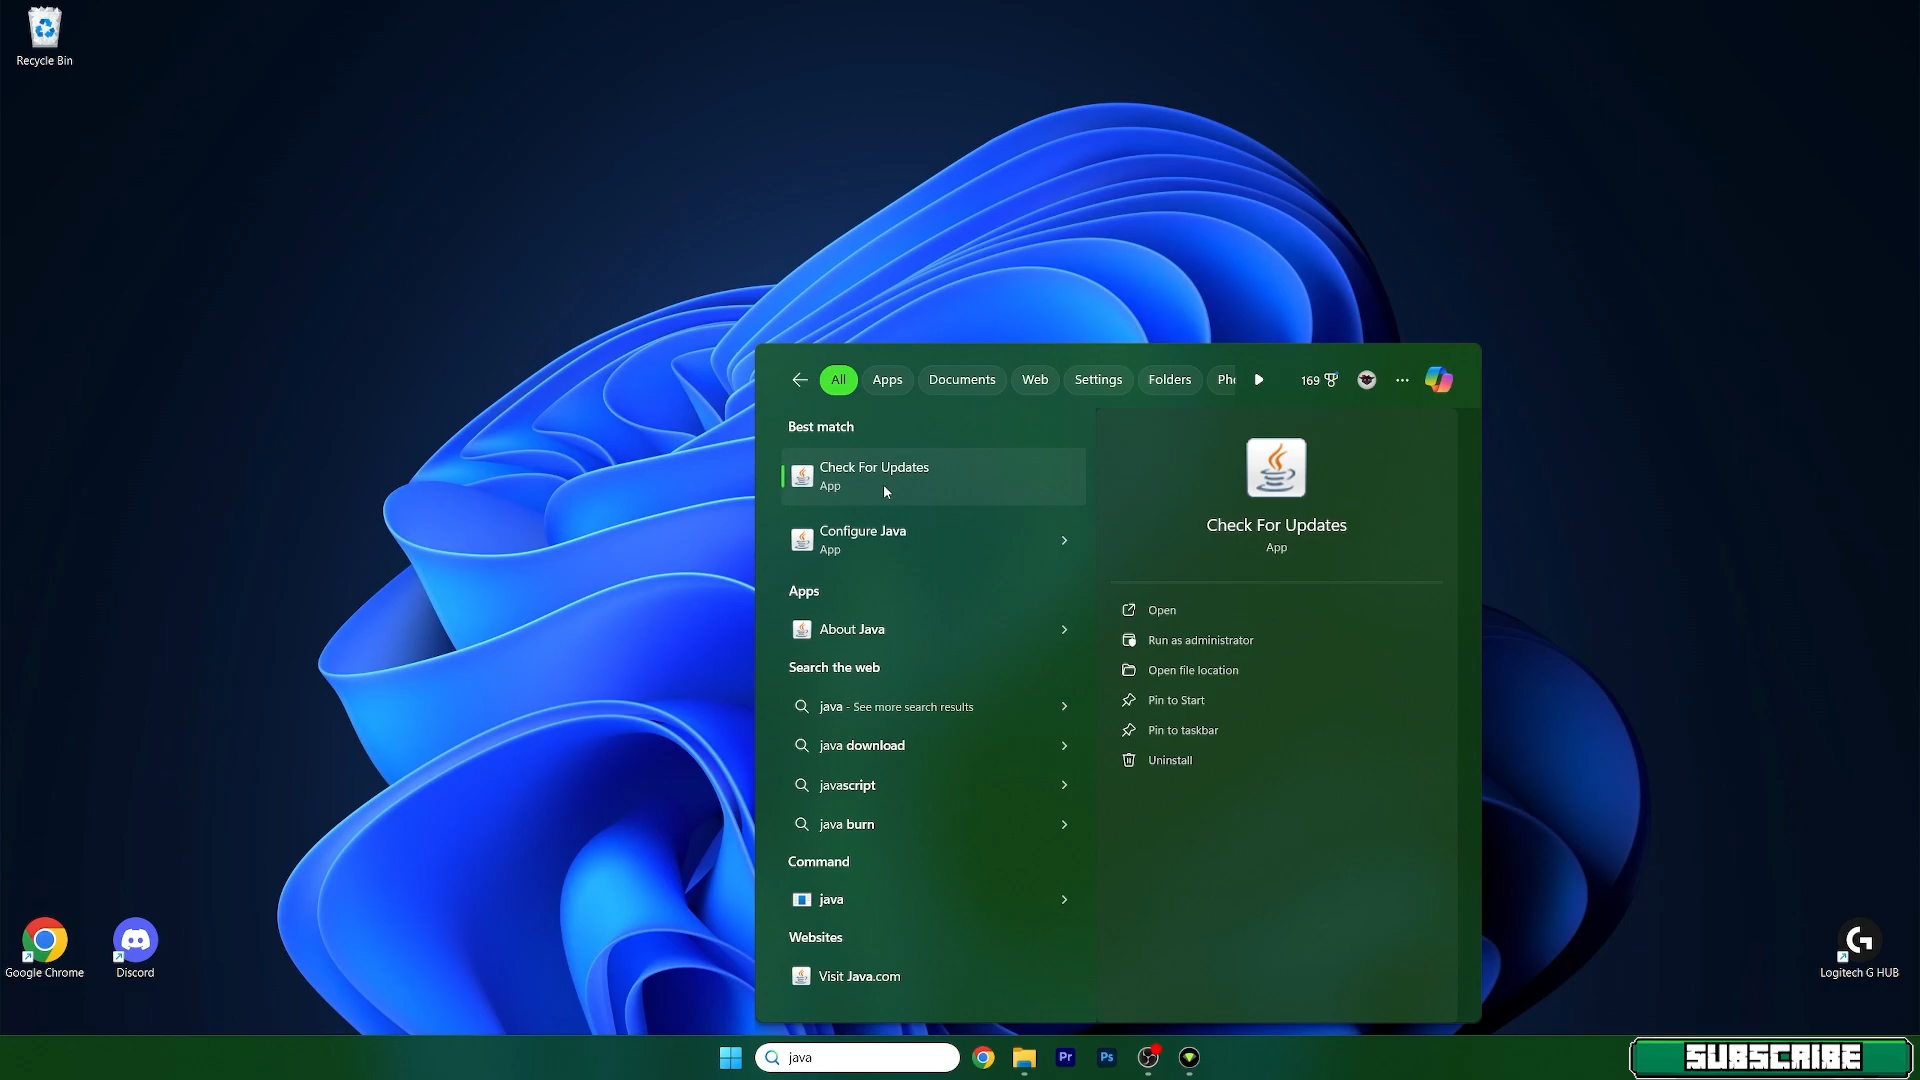 Recycle Bin
All
Apps
Documents
Web
Settings
Folders
Pho
169
Best match
Check For Updates
App
Configure Java
App
Apps
About Java
Search the web
java - See more search results
java download
javascript
java burn
Command
java
Websites
Visit Java.com
Check For Updates
App
Open
Run as administrator
Open file location
Pin to Start
Pin to taskbar
Uninstall
Google Chrome
Discord
Logitech G HUB
java
Pr
Ps
SUBSCRIBE